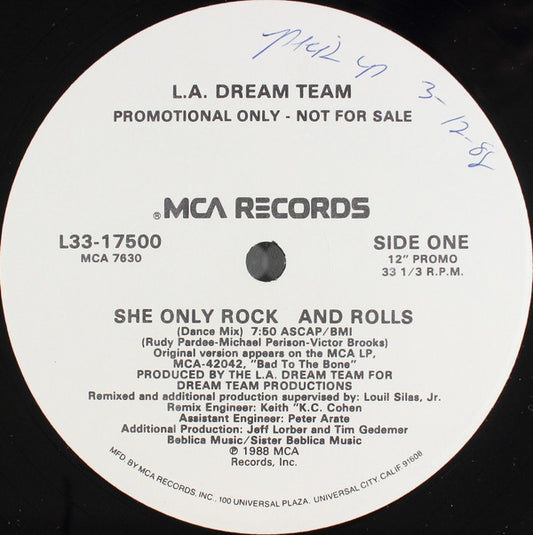 L.A. DREAM TEAM
PROMOTIONAL ONLY - NOT FOR SALE
3-12-88
®MCA RECORDS
L33-17500
MCA 7630
SIDE ONE
12" PROMO
33 1/3 R.P.M.
SHE ONLY ROCK AND ROLLS
(Dance Mix) 7:50 ASCAP/BMI
(Rudy Pardee-Michael Perison-Victor Brooks)
Original version appears on the MCA LP,
MCA-42042, "Bad To The Bone"
PRODUCED BY THE L.A. DREAM TEAM FOR
DREAM TEAM PRODUCTIONS
Remixed and additional production supervised by: Louil Silas, Jr.
Remix Engineer: Keith "K.C. Cohen
Assistant Engineer: Peter Arate
Additional Production: Jeff Lorber and Tim Gedemer
Beblica Music/Sister Beblica Music
℗ 1988 MCA
Records, Inc.
MFD BY MCA RECORDS, INC., 100 UNIVERSAL PLAZA, UNIVERSITY CITY, CALIF 91608